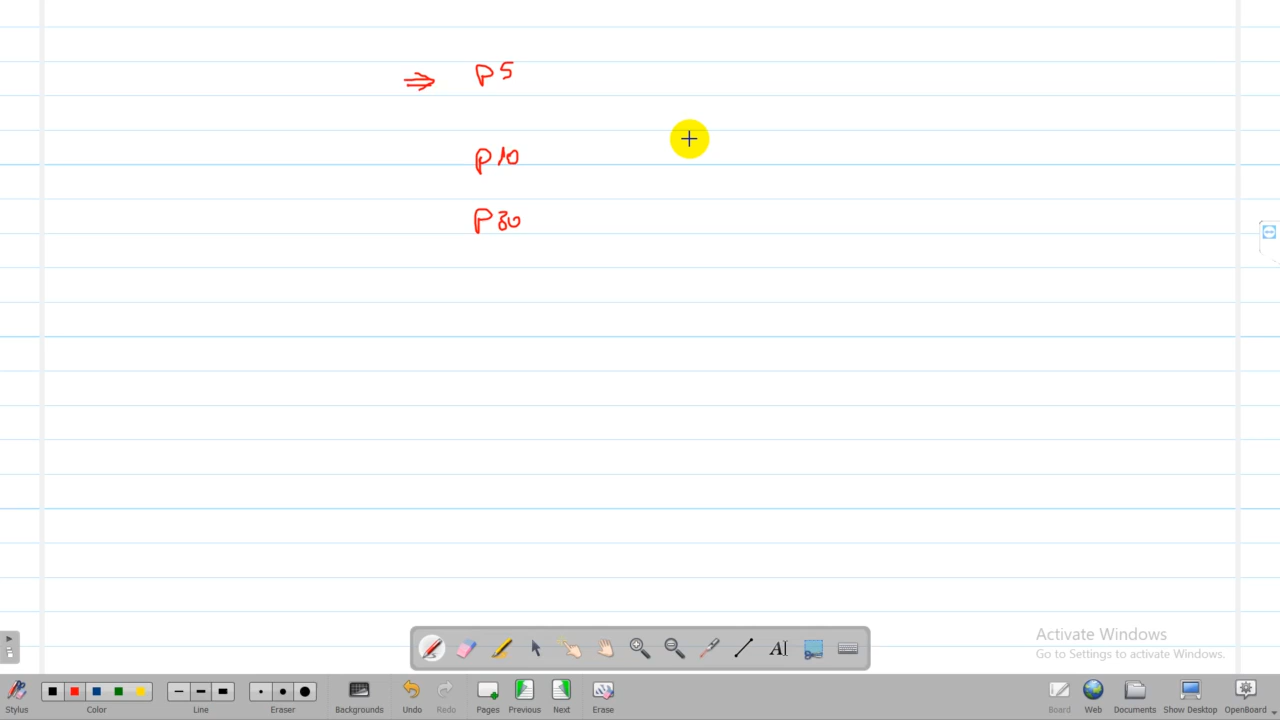 ⇒ P5
P10
P30
Activate Windows
Go to Settings to activate Windows.
Stylus
Color
Line
Eraser
Backgrounds
Undo
Redo
Pages
Previous
Next
Erase
Board
Web
Documents
Show Desktop
OpenBoard